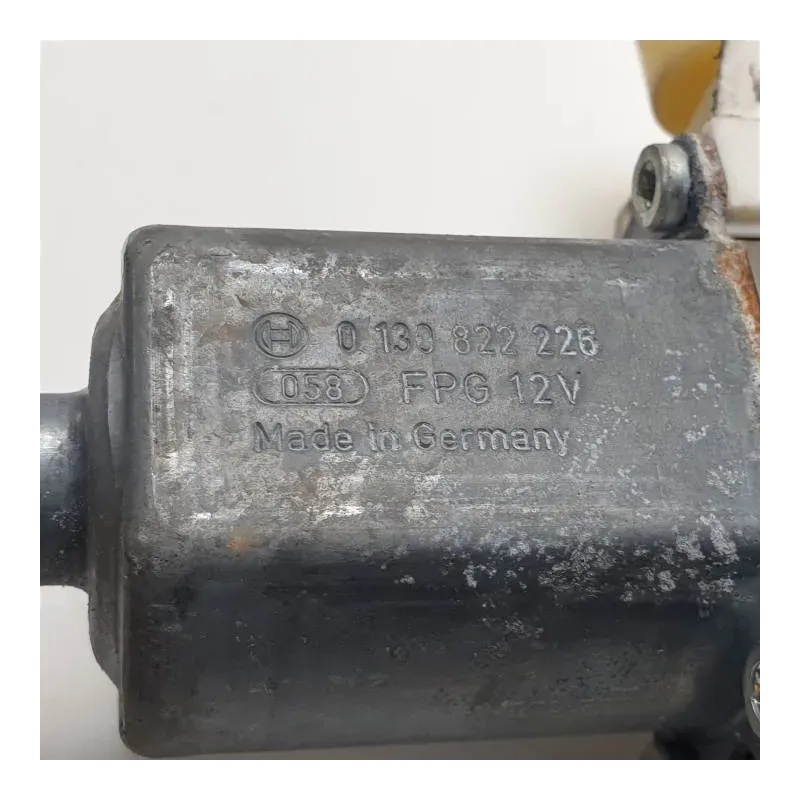 0 130 822 226
058 FPG 12V
Made in Germany